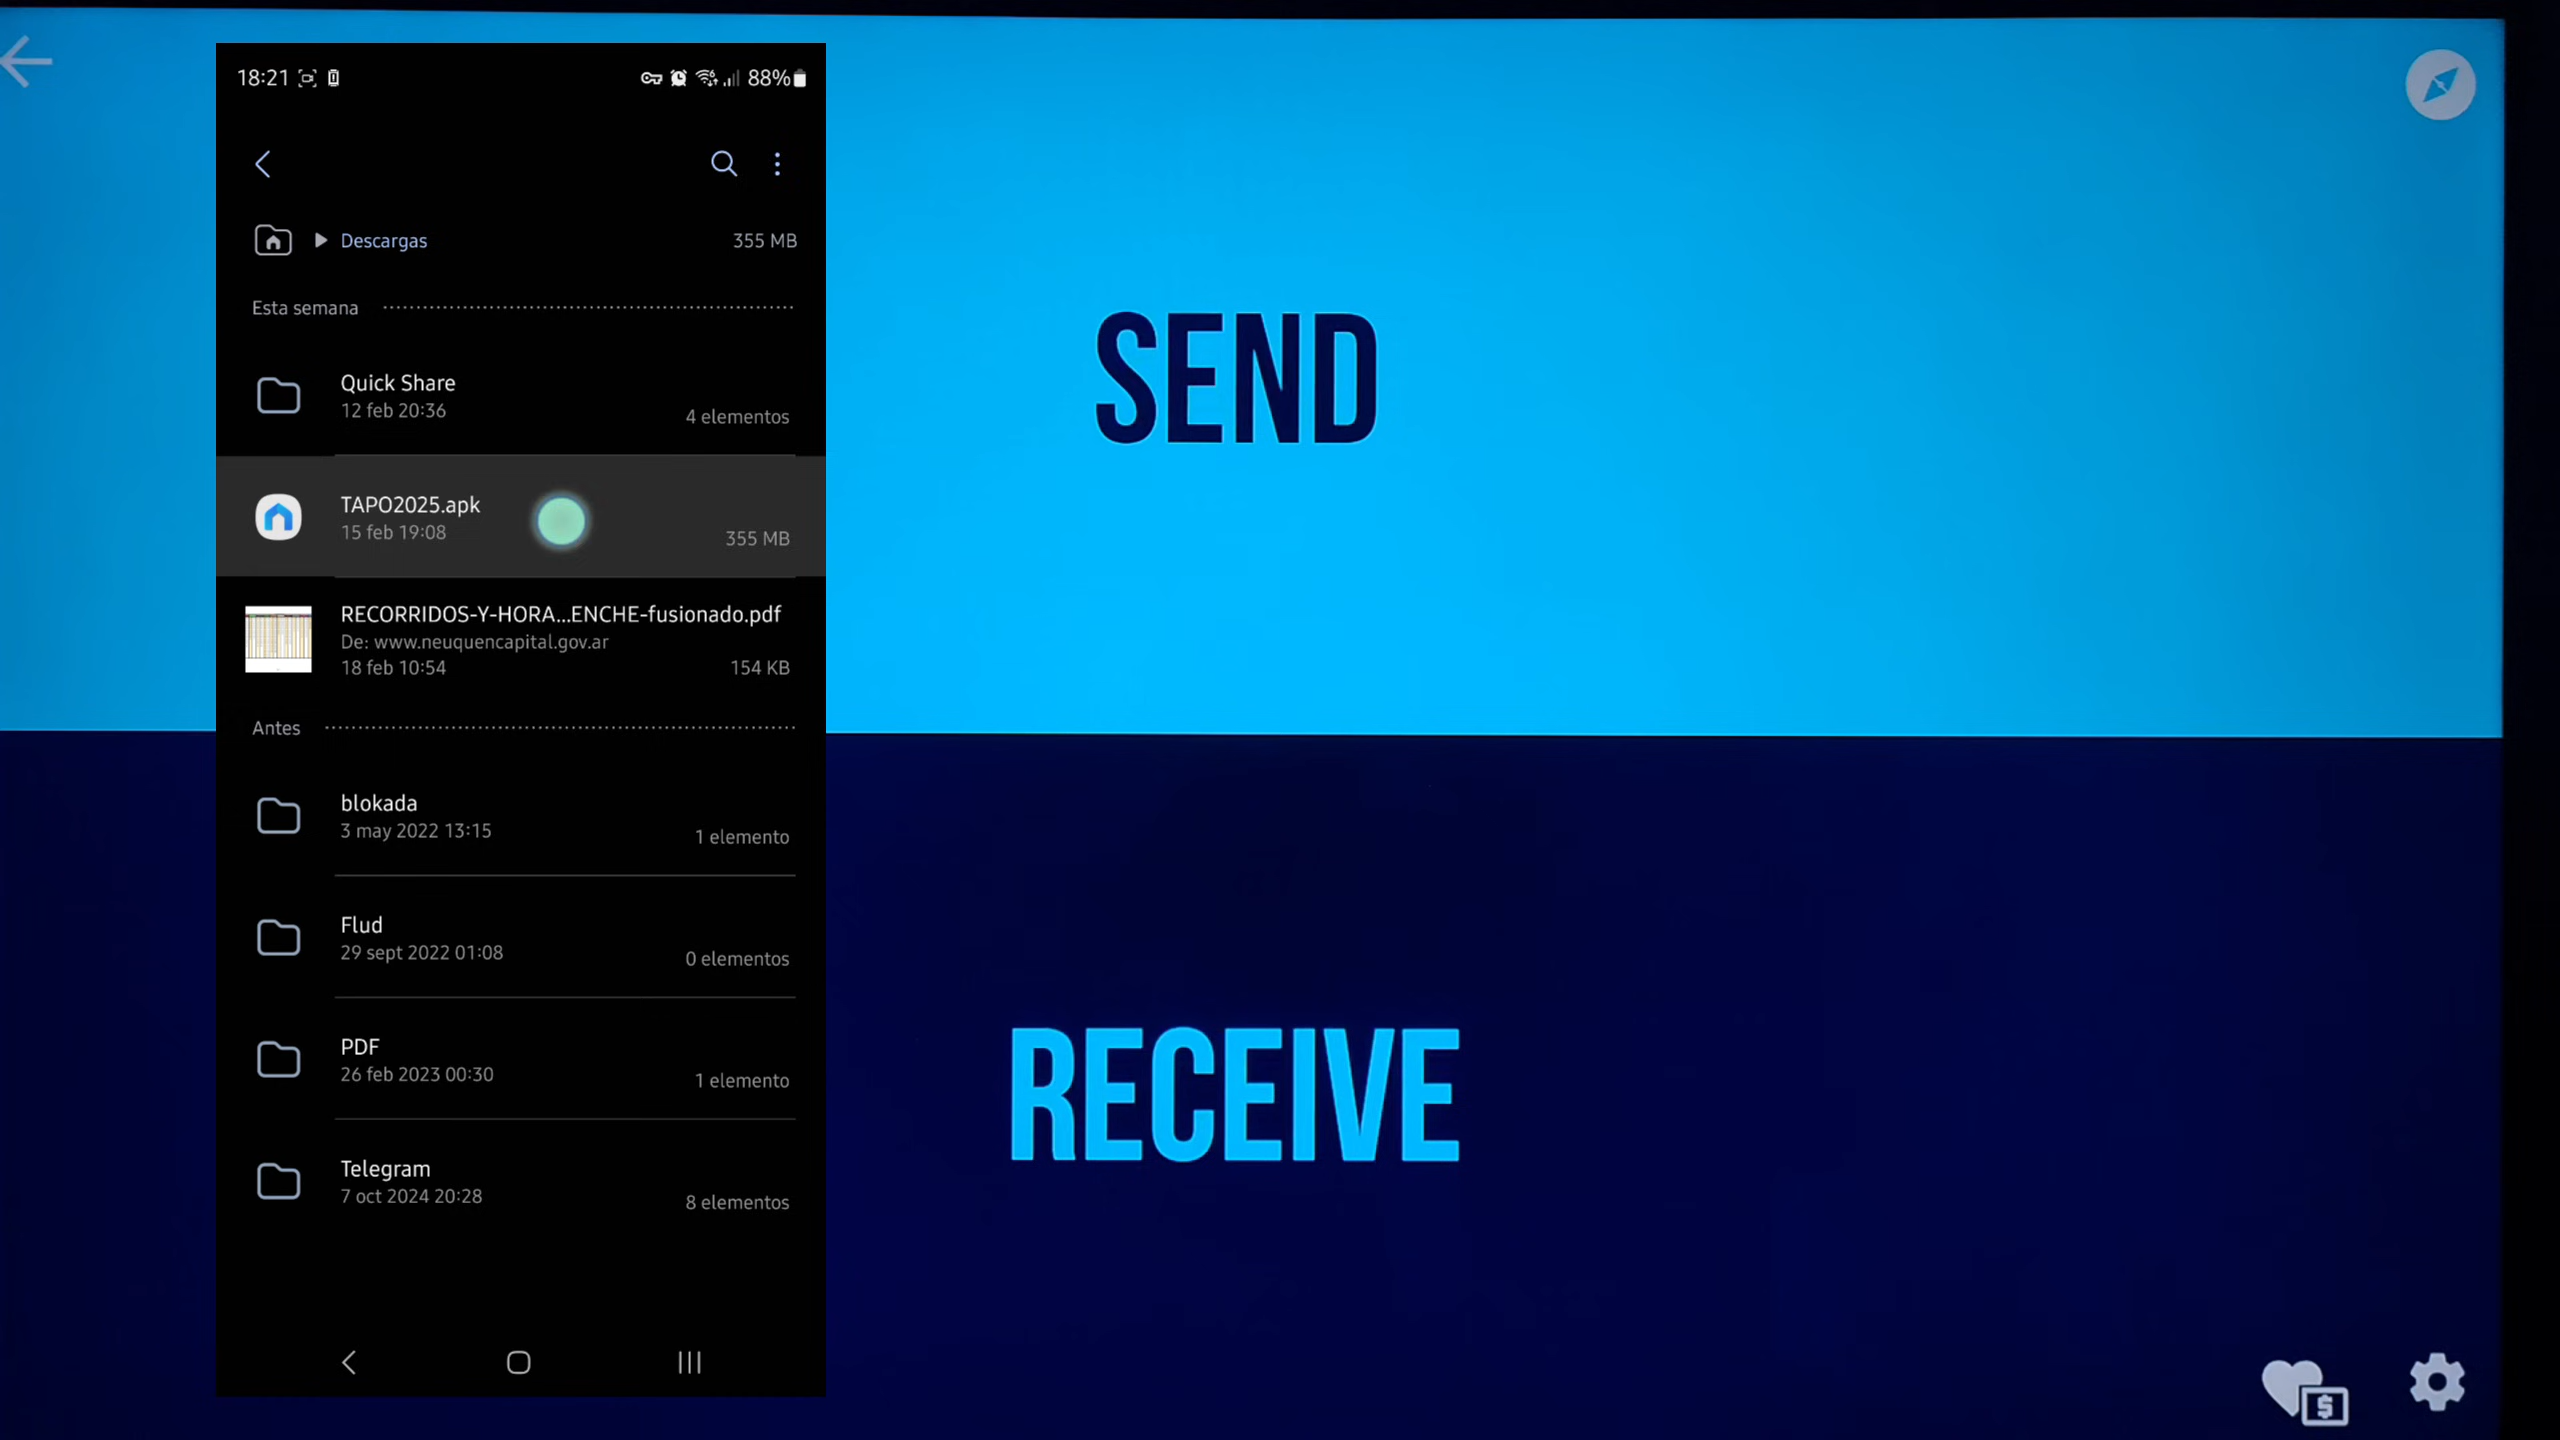 18:21
88%
Descargas
355 MB
Esta semana
Quick Share
12 feb 20:36
4 elementos
TAPO2025.apk
15 feb 19:08
355 MB
RECORRIDOS-Y-HORA...ENCHE-fusionado.pdf
De: www.neuquencapital.gov.ar
18 feb 10:54
154 KB
Antes
blokada
3 may 2022 13:15
1 elemento
Flud
29 sept 2022 01:08
0 elementos
PDF
26 feb 2023 00:30
1 elemento
Telegram
7 oct 2024 20:28
8 elementos
SEND
RECEIVE
$